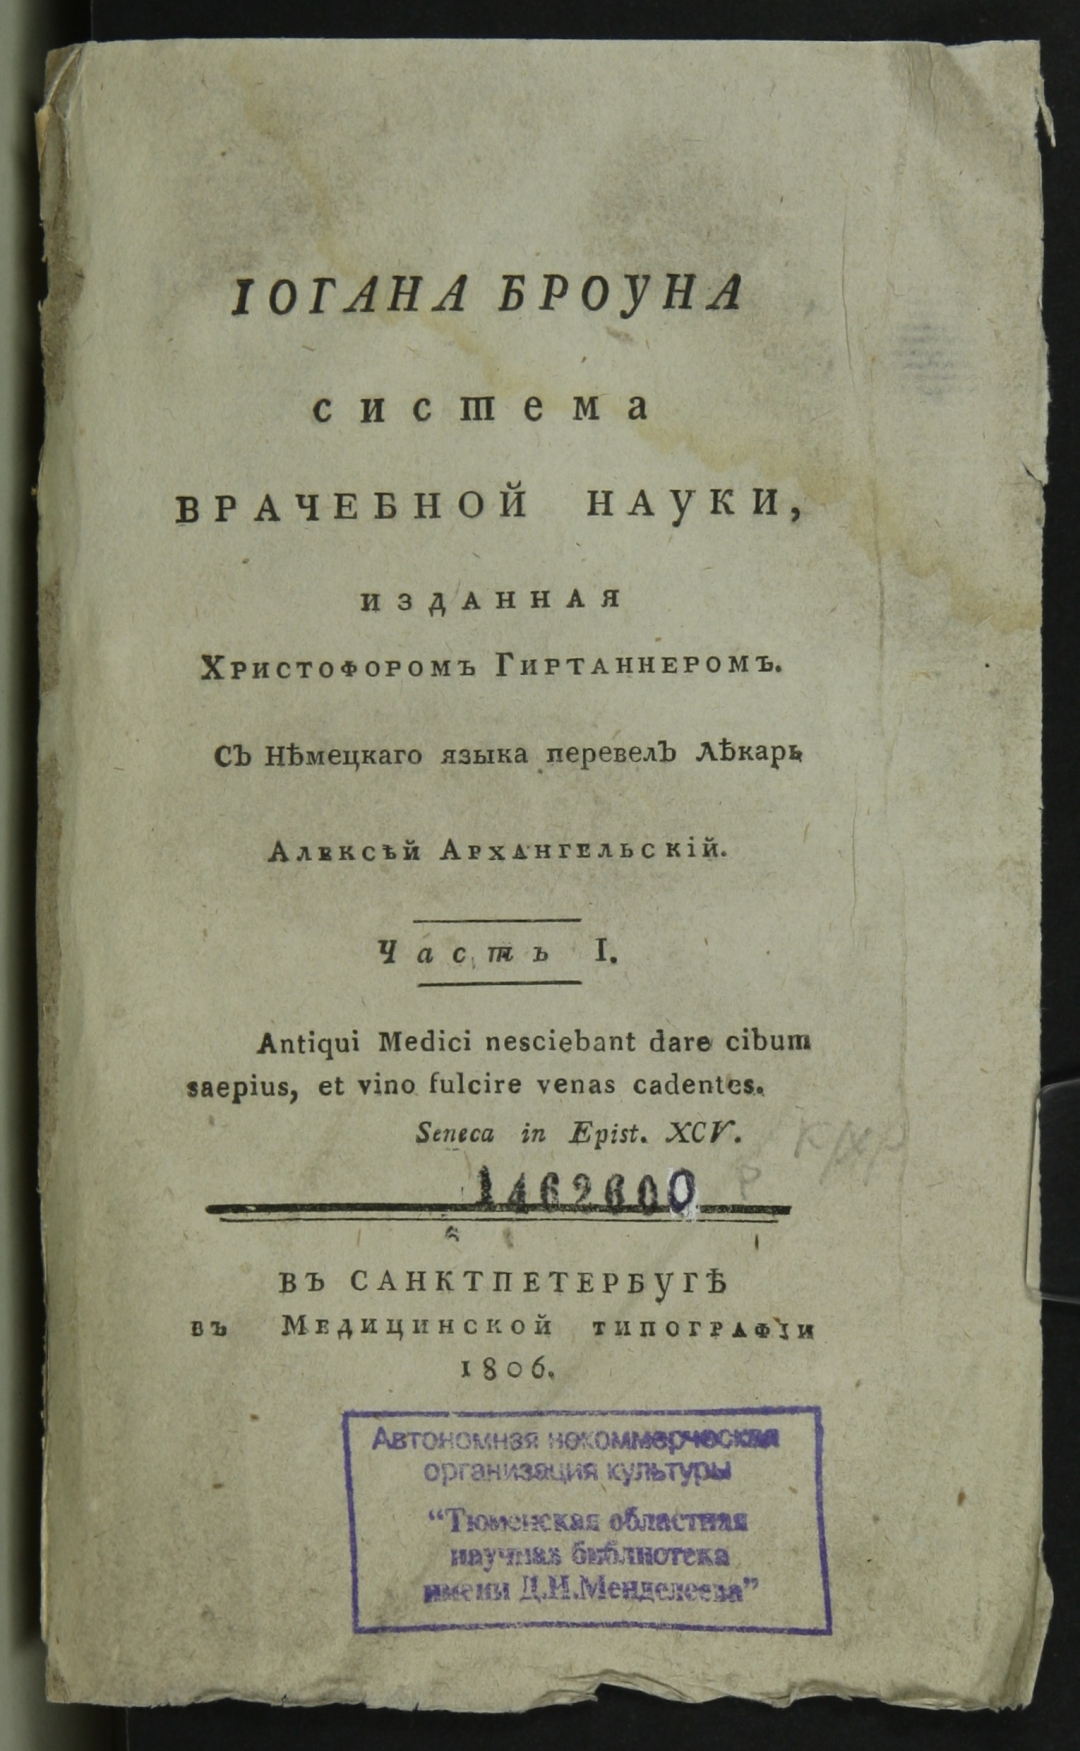 ІОГАНА БРОУНА
система
ВРАЧЕБНОЙ НАУКИ,
ИЗДАННАЯ
ХРИСТОФОРОМЪ ГИРТАННЕРОМЪ.
СЪ Нѣмецкаго языка перевелЪ Лѣкарь
АЛЕКСѢЙ АРХАНГЕЛЬСКІЙ.
Часть I.
Antiqui Medici nesciebant dare cibum
saepius, et vino fulcire venas cadentes.
Seneca in Epist. XCV.
1462600
ВЪ САНКТПЕТЕРБУГѢ
ВЪ МЕДИЦИНСКОЙ ТИПОГРАФІИ
1806.
Автономная некоммерческая
организация культуры
"Тюменская областная
научная библиотека
имени Д.И.Менделеева"